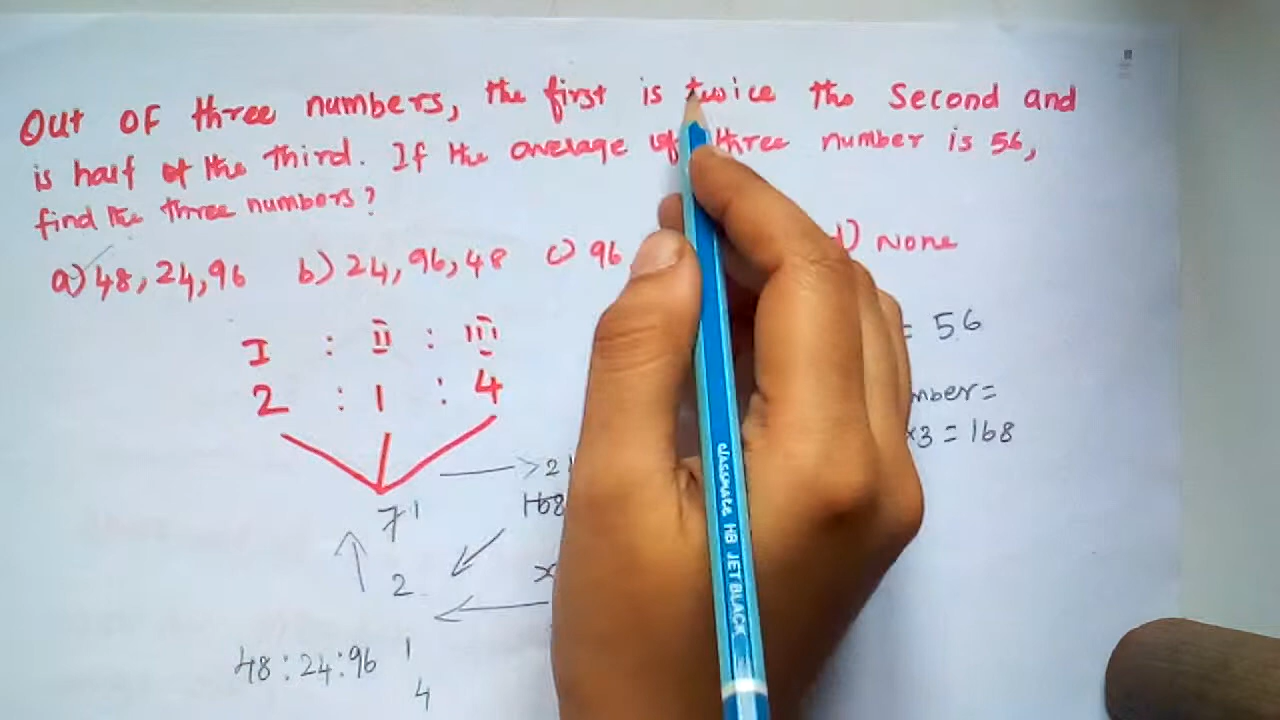 Out of three numbers, the first is twice the second and
is half of the third. If the average of three number is 56,
find the three numbers?
a) 48, 24, 96 b) 24, 96, 48 c) 96 d) None
I : II : III
= 56
2 : 1 : 4
mber =
×3 = 168
7 1
168
2
48 : 24 : 96
1
4
classmate HB JET BLACK